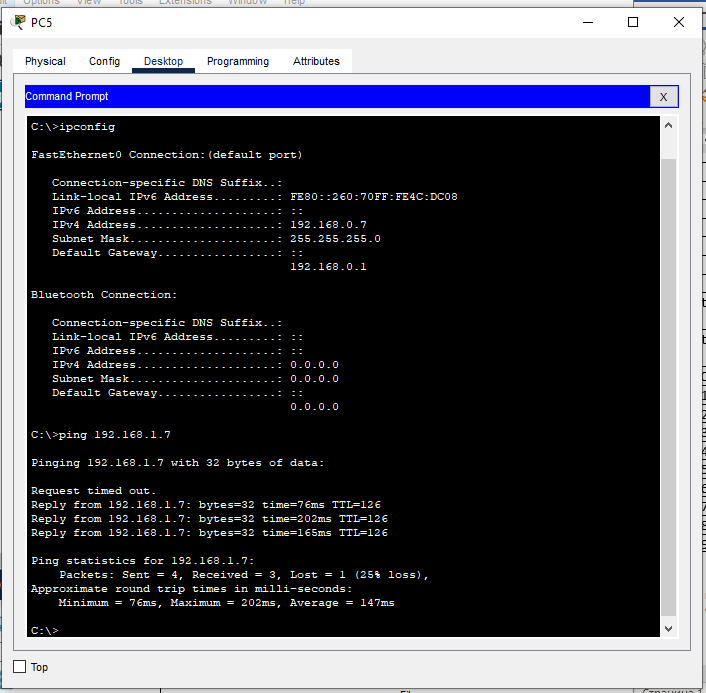 Options View Tools Extensions Window Help
PC5
Physical Config Desktop Programming Attributes
Command Prompt
X
C:\>ipconfig
FastEthernet0 Connection:(default port)
Connection-specific DNS Suffix..:
Link-local IPv6 Address.........: FE80::260:70FF:FE4C:DC08
IPv6 Address....................: ::
IPv4 Address....................: 192.168.0.7
Subnet Mask.....................: 255.255.255.0
Default Gateway.................: ::
192.168.0.1
Bluetooth Connection:
Connection-specific DNS Suffix..:
Link-local IPv6 Address.........: ::
IPv6 Address....................: ::
IPv4 Address....................: 0.0.0.0
Subnet Mask.....................: 0.0.0.0
Default Gateway.................: ::
0.0.0.0
C:\>ping 192.168.1.7
Pinging 192.168.1.7 with 32 bytes of data:
Request timed out.
Reply from 192.168.1.7: bytes=32 time=76ms TTL=126
Reply from 192.168.1.7: bytes=32 time=202ms TTL=126
Reply from 192.168.1.7: bytes=32 time=165ms TTL=126
Ping statistics for 192.168.1.7:
Packets: Sent = 4, Received = 3, Lost = 1 (25% loss),
Approximate round trip times in milli-seconds:
Minimum = 76ms, Maximum = 202ms, Average = 147ms
C:\>
Top